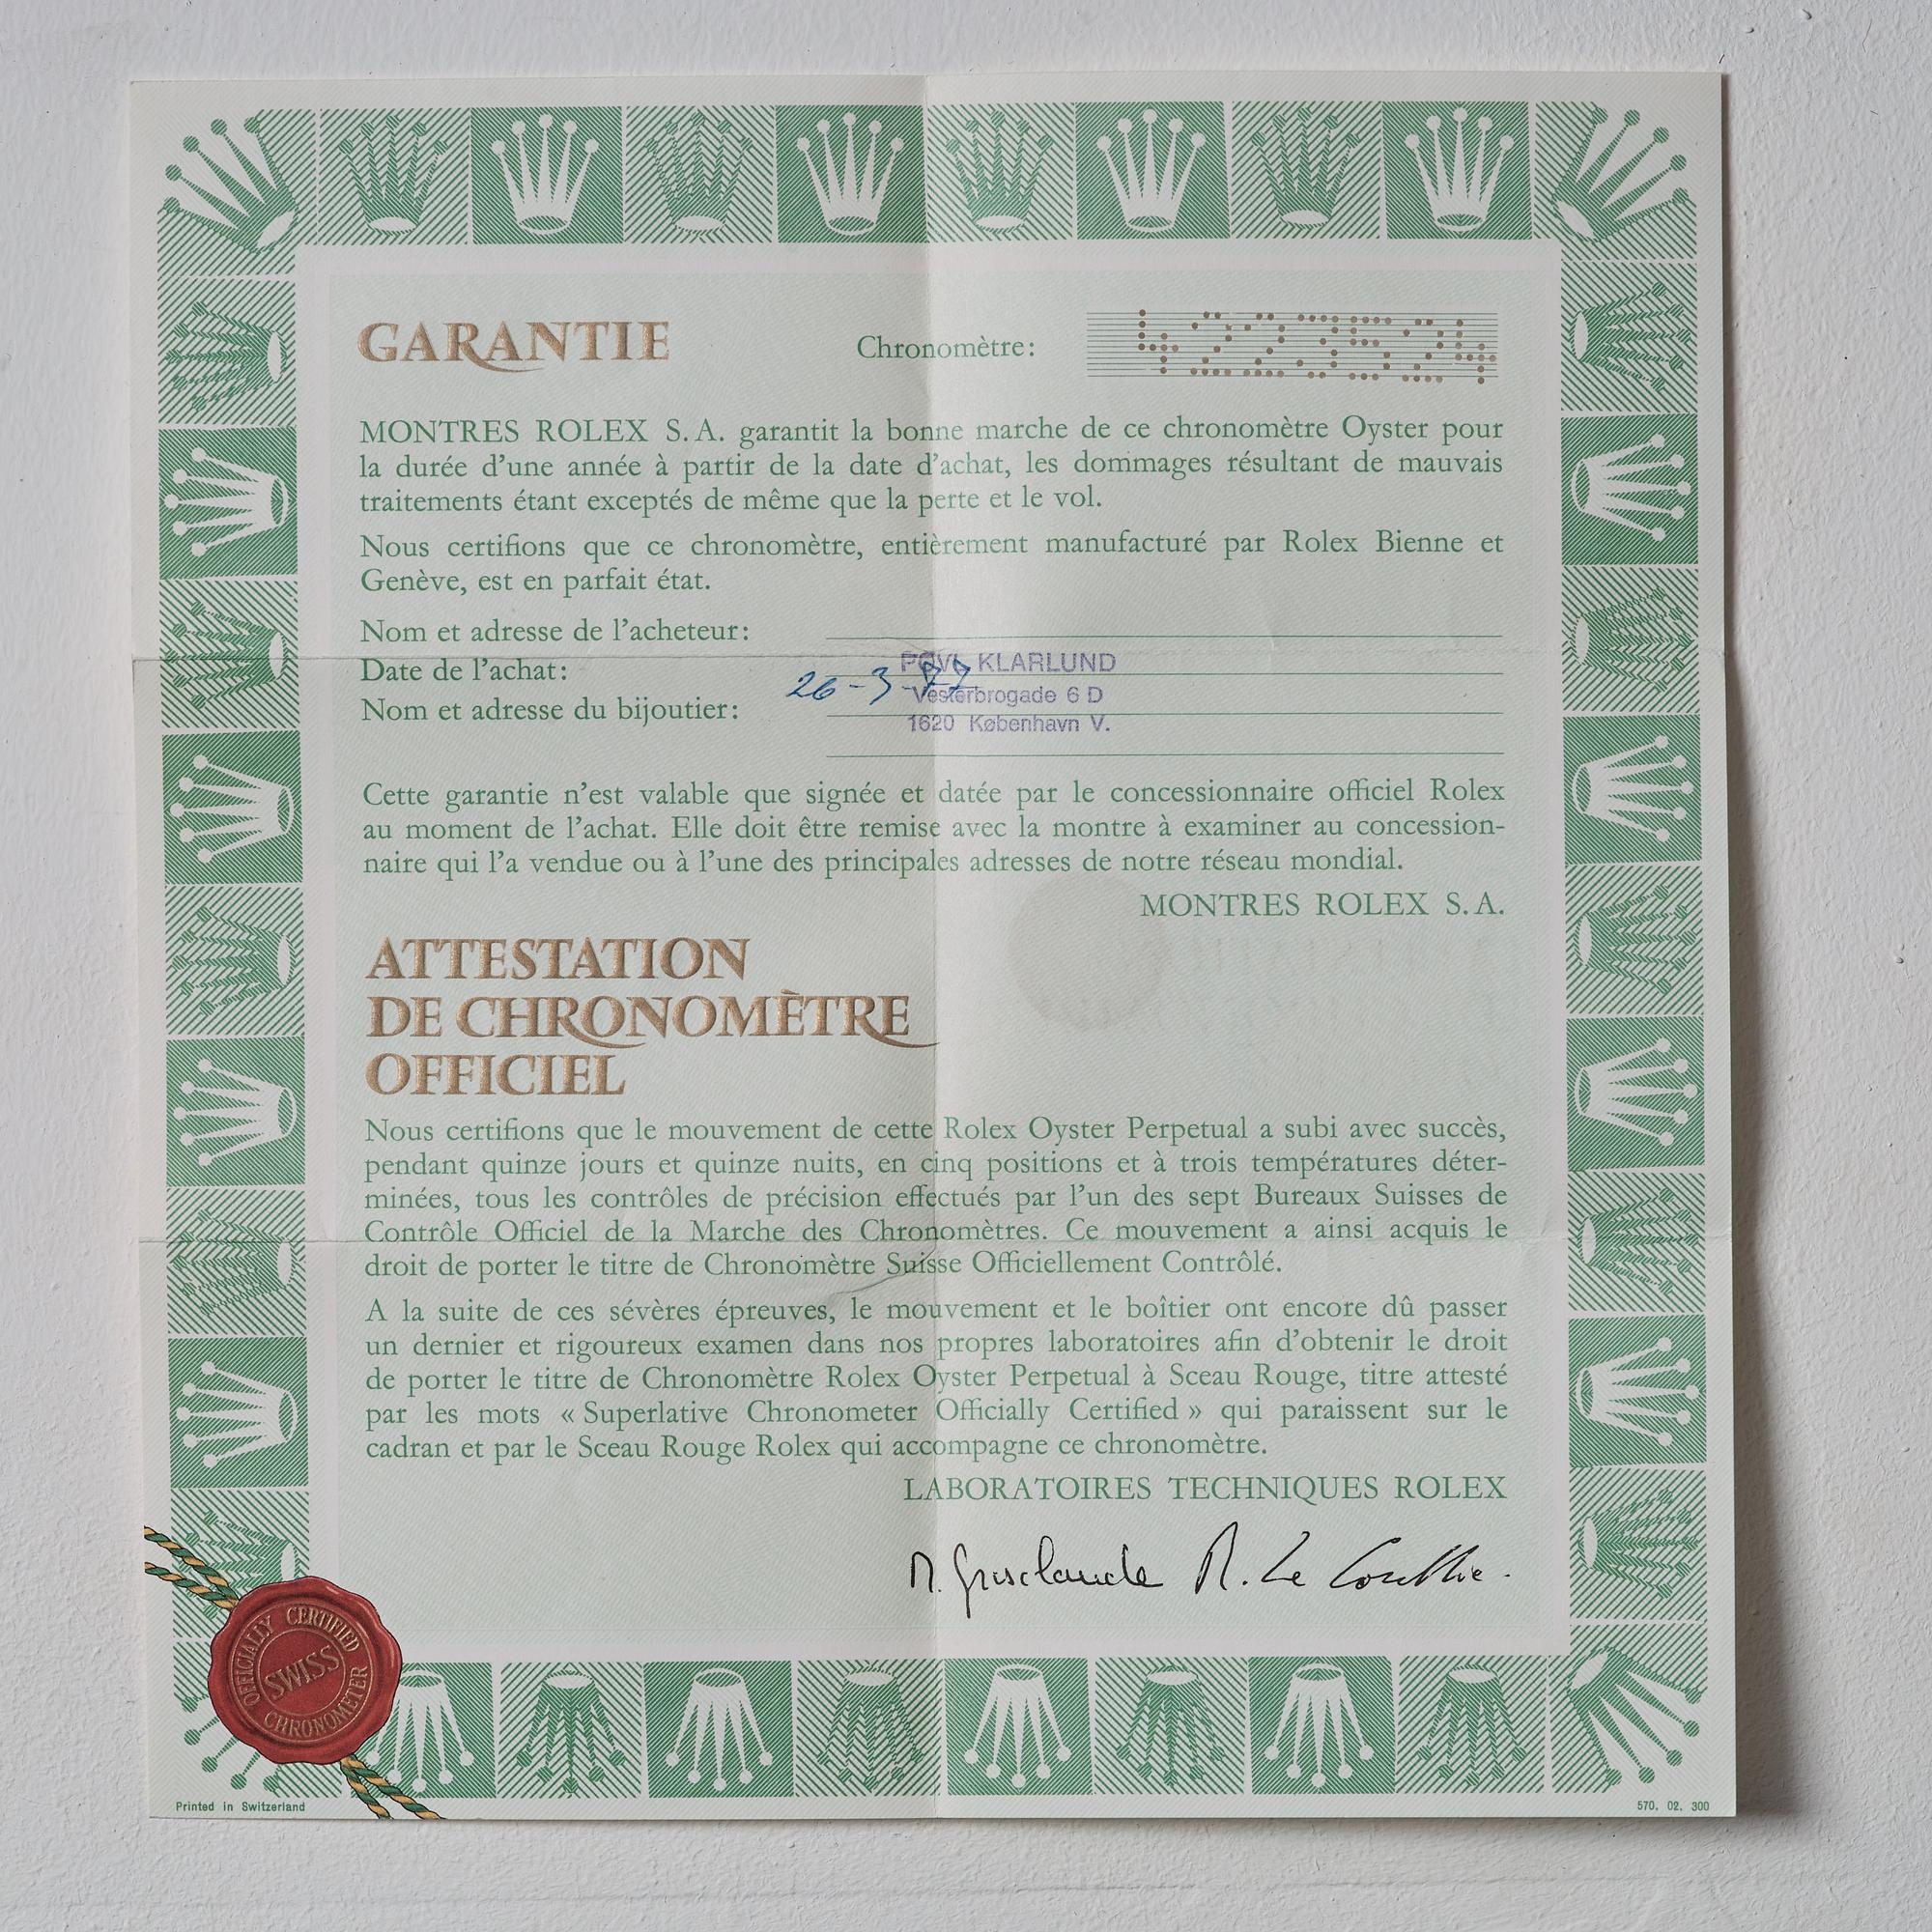 GARANTIE
Chronomètre: 4223524
MONTRES ROLEX S.A. garantit la bonne marche de ce chronomètre Oyster pour
la durée d'une année à partir de la date d'achat, les dommages résultant de mauvais
traitements étant exceptés de même que la perte et le vol.
Nous certifions que ce chronomètre, entièrement manufacturé par Rolex Bienne et
Genève, est en parfait état.
Nom et adresse de l'acheteur:
Date de l'achat: 26-3-77
POVL KLARLUND
Nom et adresse du bijoutier:
Vesterbrogade 6 D
1620 København V.
Cette garantie n'est valable que signée et datée par le concessionnaire officiel Rolex
au moment de l'achat. Elle doit être remise avec la montre à examiner au concession-
naire qui l'a vendue ou à l'une des principales adresses de notre réseau mondial.
MONTRES ROLEX S.A.
ATTESTATION
DE CHRONOMÈTRE
OFFICIEL
Nous certifions que le mouvement de cette Rolex Oyster Perpetual a subi avec succès,
pendant quinze jours et quinze nuits, en cinq positions et à trois températures déter-
minées, tous les contrôles de précision effectués par l'un des sept Bureaux Suisses de
Contrôle Officiel de la Marche des Chronomètres. Ce mouvement a ainsi acquis le
droit de porter le titre de Chronomètre Suisse Officiellement Contrôlé.
A la suite de ces sévères épreuves, le mouvement et le boîtier ont encore dû passer
un dernier et rigoureux examen dans nos propres laboratoires afin d'obtenir le droit
de porter le titre de Chronomètre Rolex Oyster Perpetual à Sceau Rouge, titre attesté
par les mots « Superlative Chronometer Officially Certified » qui paraissent sur le
cadran et par le Sceau Rouge Rolex qui accompagne ce chronomètre.
LABORATOIRES TECHNIQUES ROLEX
OFFICIALLY CERTIFIED
SWISS
CHRONOMETER
Printed in Switzerland
570. 02. 300